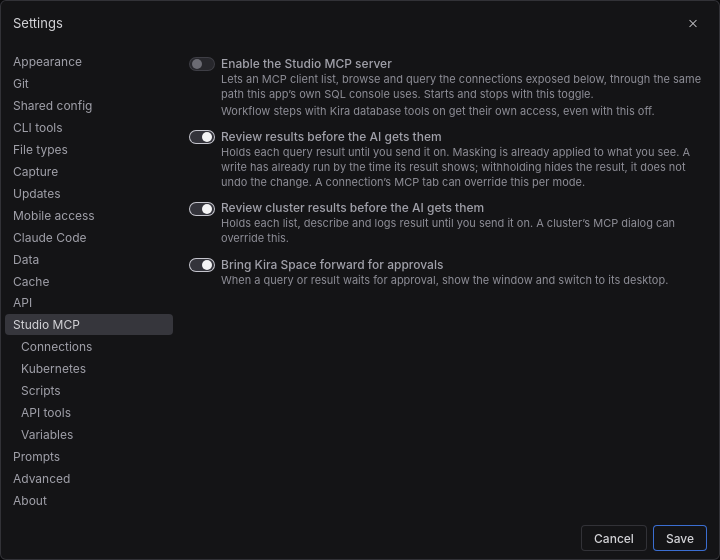 Settings
Appearance
Git
Shared config
CLI tools
File types
Capture
Updates
Mobile access
Claude Code
Data
Cache
API
Studio MCP
Connections
Kubernetes
Scripts
API tools
Variables
Prompts
Advanced
About
Enable the Studio MCP server
Lets an MCP client list, browse and query the connections exposed below, through the same
path this app's own SQL console uses. Starts and stops with this toggle.
Workflow steps with Kira database tools on get their own access, even with this off.
Review results before the AI gets them
Holds each query result until you send it on. Masking is already applied to what you see. A
write has already run by the time its result shows; withholding hides the result, it does not
undo the change. A connection's MCP tab can override this per mode.
Review cluster results before the AI gets them
Holds each list, describe and logs result until you send it on. A cluster's MCP dialog can
override this.
Bring Kira Space forward for approvals
When a query or result waits for approval, show the window and switch to its desktop.
Cancel
Save